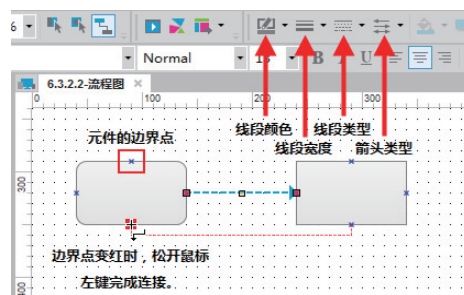 Normal
B
U
6.3.2.2-流程图
0 100 200 300
线段颜色 线段类型
元件的边界点
线段宽度 箭头类型
300
边界点变红时，松开鼠标
左键完成连接。
400